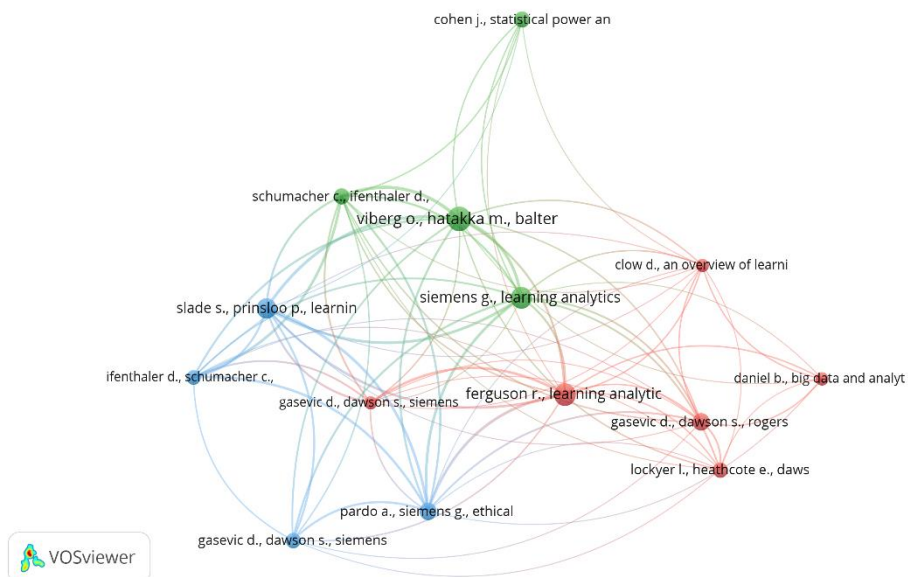 cohen j., statistical power an
schumacher c., ifenthaler d.,
viberg o., hatakka m., balter
clow d., an overview of learni
siemens g., learning analytics
slade s., prinsloo p., learnin
ifenthaler d., schumacher c.,
daniel b., big data and analyt
ferguson r., learning analytic
gasevic d., dawson s., siemens
gasevic d., dawson s., rogers
lockyer l., heathcote e., daws
pardo a., siemens g., ethical
gasevic d., dawson s., siemens
VOSviewer